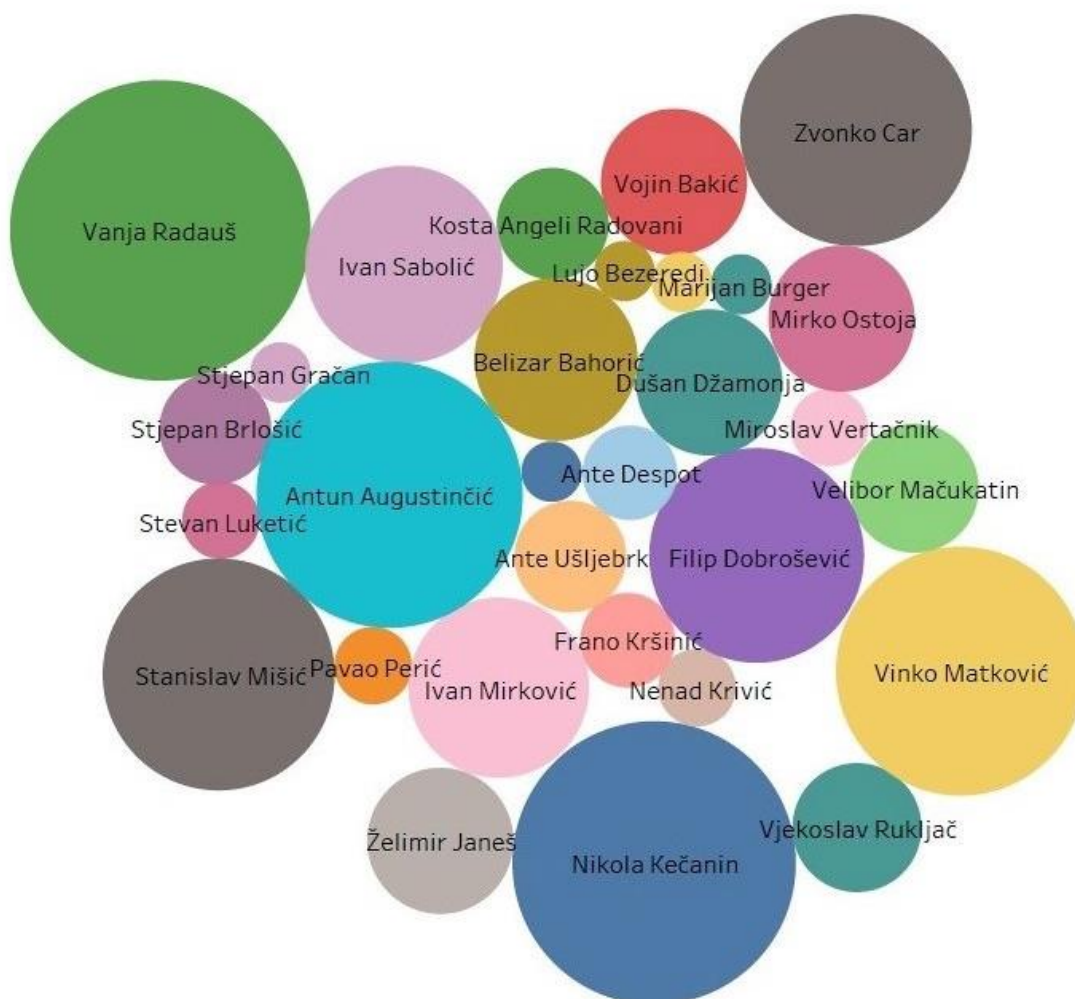 Zvonko Car
Vojin Bakić
Vanja Radauš
Kosta Angeli Radovani
Ivan Sabolić
Lujo Bezeredi
Marijan Burger
Mirko Ostoja
Belizar Bahorić
Stjepan Gračan
Dušan Džamonja
Stjepan Brlošić
Miroslav Vertačnik
Ante Despot
Velibor Mačukatin
Antun Augustinčić
Stevan Luketić
Ante Ušljebrk
Filip Dobrošević
Frano Kršinić
Pavao Perić
Stanislav Mišić
Vinko Matković
Ivan Mirković
Nenad Krivić
Vjekoslav Rukljač
Želimir Janeš
Nikola Kečanin